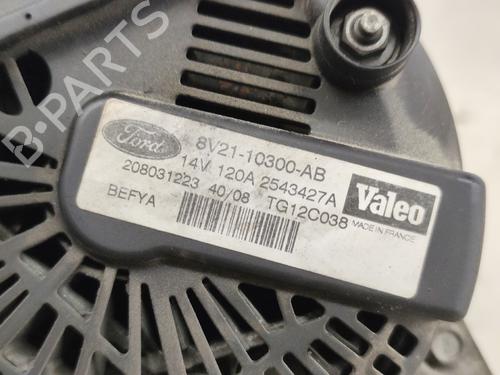 B-PARTS
Ford
8V21-10300-AB
14V 120A 2543427A
208031223 40/08 TG12C038
BEFYA
Valeo
MADE IN FRANCE